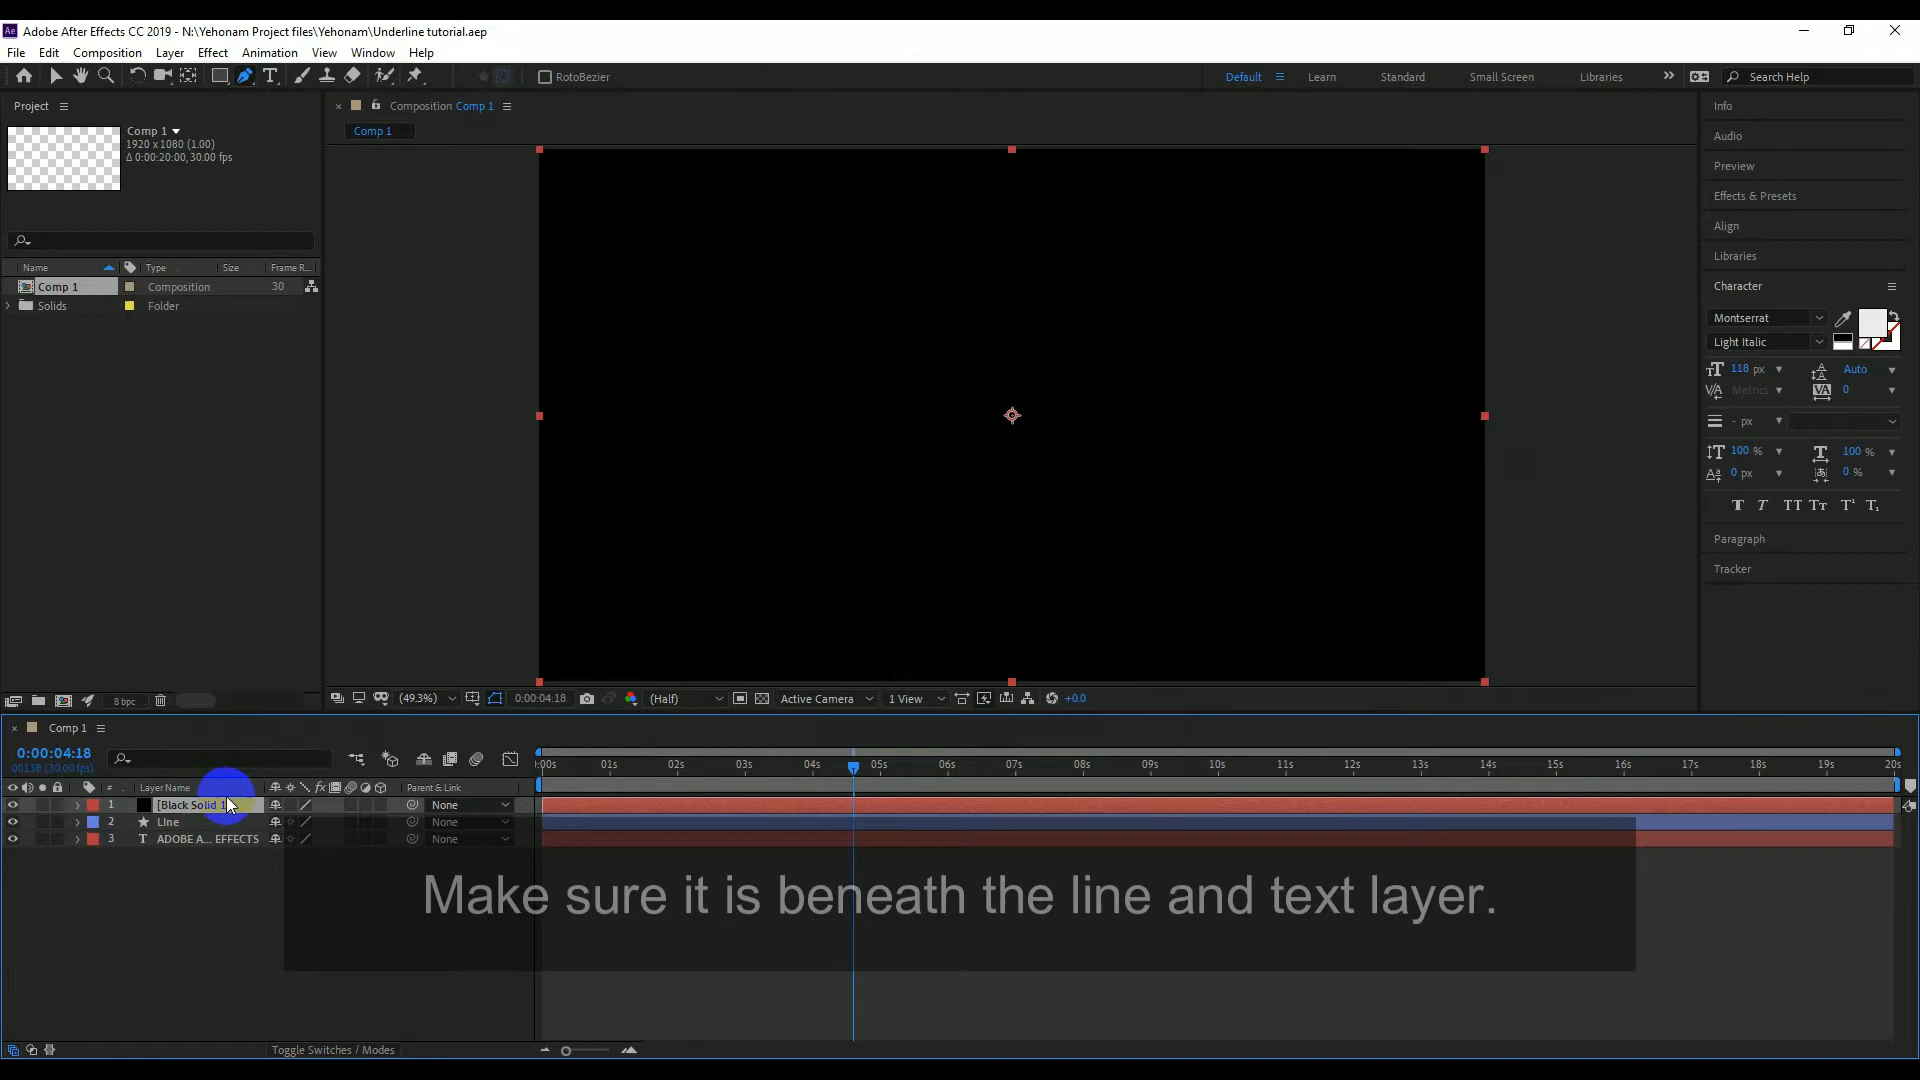 Adobe After Effects CC 2019 - N:\Yehonam Project files\Yehonam\Underline tutorial.aep
File Edit Composition Layer Effect Animation View Window Help
RotoBezier Default Learn Standard Small Screen Libraries Search Help
Project
Composition Comp 1
Comp 1
Comp 1
1920 x 1080 (1.00)
Δ 0:00:20:00, 30.00 fps
Name Type Size Frame R...
Comp 1 Composition 30
Solids Folder
Info
Audio
Preview
Effects & Presets
Align
Libraries
Character
Montserrat
Light Italic
118 px Auto
Metrics 0
- px
100 % 100 %
0 px 0 %
Paragraph
Tracker
8 bpc
(49.3%) 0:00:04:18 (Half) Active Camera 1 View +0.0
Comp 1
0:00:04:18
00138 (30.00 fps)
:00s 01s 02s 03s 04s 05s 06s 07s 08s 09s 10s 11s 12s 13s 14s 15s 16s 17s 18s 19s 20s
# Layer Name Parent & Link
1 [Black Solid 1 None
2 Line None
3 ADOBE A... EFFECTS None
Make sure it is beneath the line and text layer.
Toggle Switches / Modes